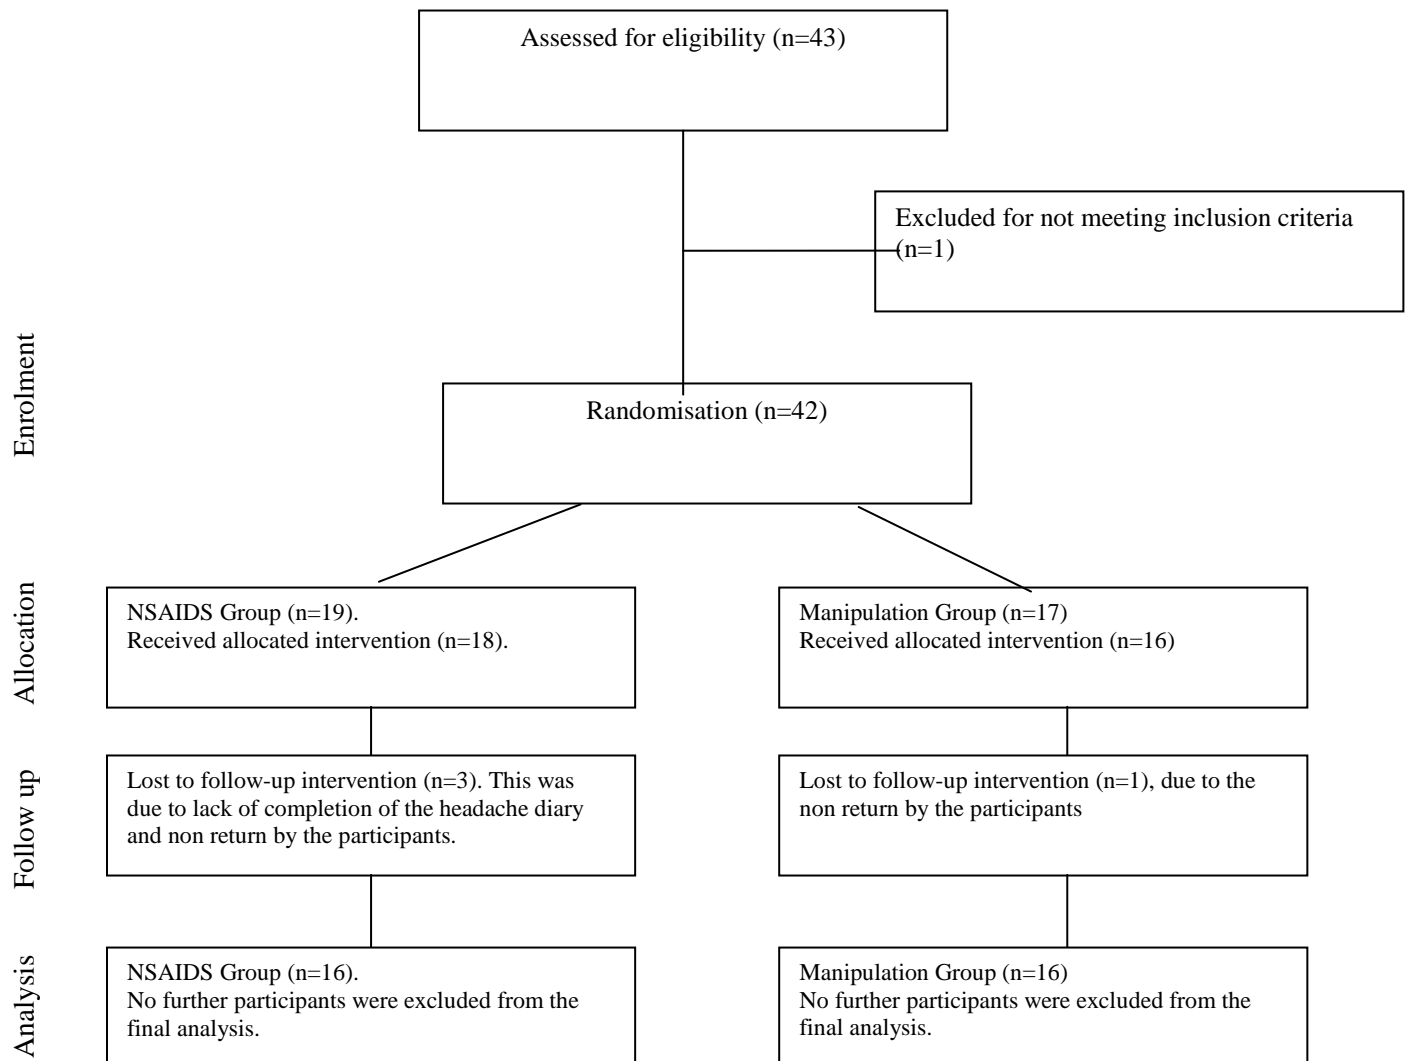 Assessed for eligibility (n=43)
Excluded for not meeting inclusion criteria
(n=1)
Enrolment
Randomisation (n=42)
Allocation
NSAIDS Group (n=19).
Received allocated intervention (n=18).
Manipulation Group (n=17)
Received allocated intervention (n=16)
Follow up
Lost to follow-up intervention (n=3). This was
due to lack of completion of the headache diary
and non return by the participants.
Lost to follow-up intervention (n=1), due to the
non return by the participants
Analysis
NSAIDS Group (n=16).
No further participants were excluded from the
final analysis.
Manipulation Group (n=16)
No further participants were excluded from the
final analysis.